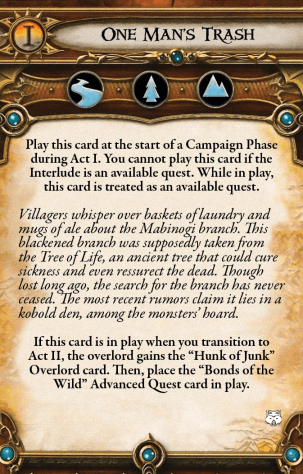 I
ONE MAN'S TRASH
Play this card at the start of a Campaign Phase
during Act I. You cannot play this card if the
Interlude is an available quest. While in play,
this card is treated as an available quest.
Villagers whisper over baskets of laundry and
mugs of ale about the Mabinogi branch. This
blackened branch was supposedly taken from
the Tree of Life, an ancient tree that could cure
sickness and even ressurect the dead. Though
lost long ago, the search for the branch has never
ceased. The most recent rumors claim it lies in a
kobold den, among the monsters' hoard.
If this card is in play when you transition to
Act II, the overlord gains the “Hunk of Junk”
Overlord card. Then, place the “Bonds of the
Wild” Advanced Quest card in play.